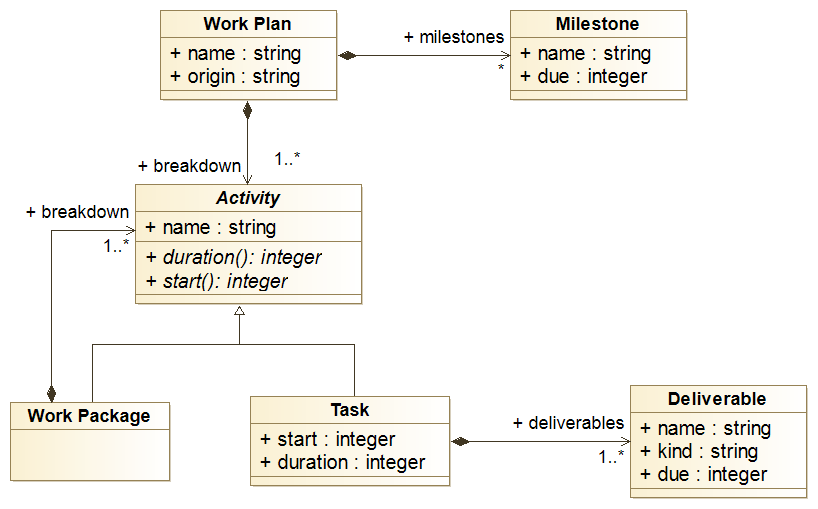 Work Plan
+ name : string
+ origin : string
+ milestones
*
Milestone
+ name : string
+ due : integer
+ breakdown
1..*
Activity
+ name : string
+ duration(): integer
+ start(): integer
+ breakdown
1..*
Work Package
Task
+ start : integer
+ duration : integer
+ deliverables
1..*
Deliverable
+ name : string
+ kind : string
+ due : integer